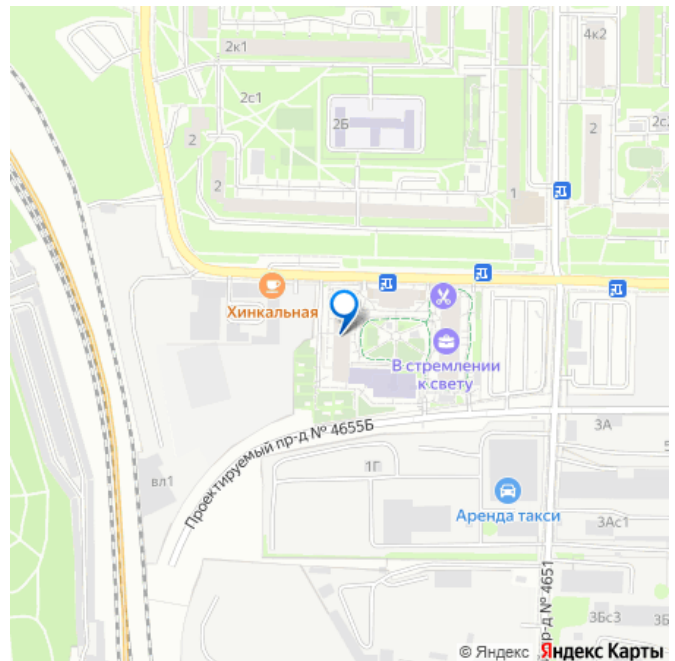 2к1
4к2
2с1
2Б
2
2
2
1
Хинкальная
В стремлении
к свету
Проектируемый пр-д № 4655Б
3А
вл1
1Г
Аренда такси
3Ас1
пр-д № 4651
3Бс3
3Б
© Яндекс Яндекс Карты